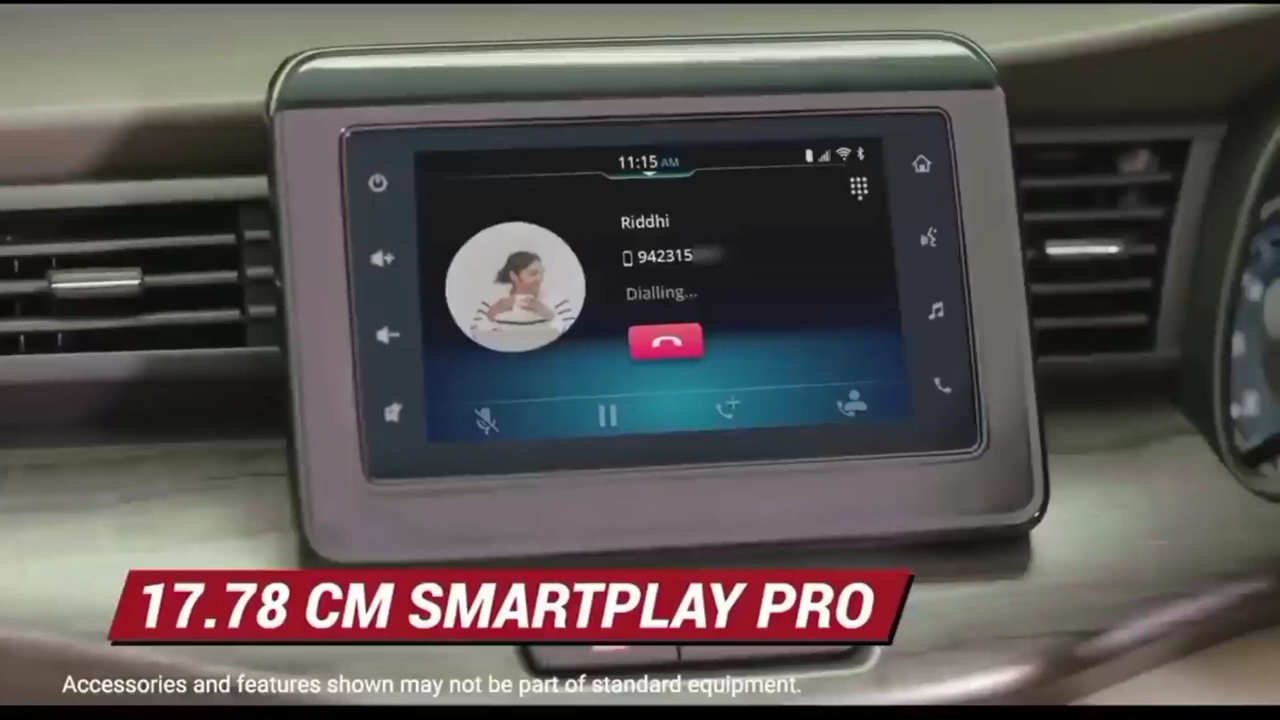 11:15 AM
Riddhi
942315
Dialling...
17.78 CM SMARTPLAY PRO
Accessories and features shown may not be part of standard equipment.